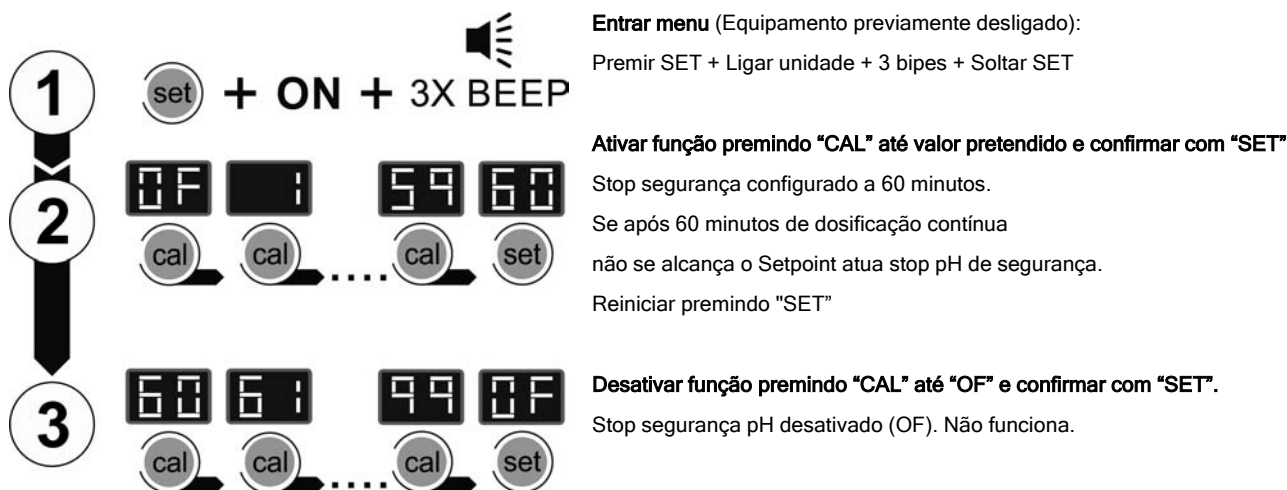 Entrar menu (Equipamento previamente desligado):
Premir SET + Ligar unidade + 3 bipes + Soltar SET
1 set + ON + 3X BEEP
Ativar função premindo “CAL” até valor pretendido e confirmar com “SET”
Stop segurança configurado a 60 minutos.
Se após 60 minutos de dosificação contínua
não se alcança o Setpoint atua stop pH de segurança.
Reiniciar premindo "SET”
2
OF 1 59 60
cal cal .... cal set
Desativar função premindo “CAL” até “OF” e confirmar com “SET”.
Stop segurança pH desativado (OF). Não funciona.
3
60 61 99 OF
cal cal .... cal set